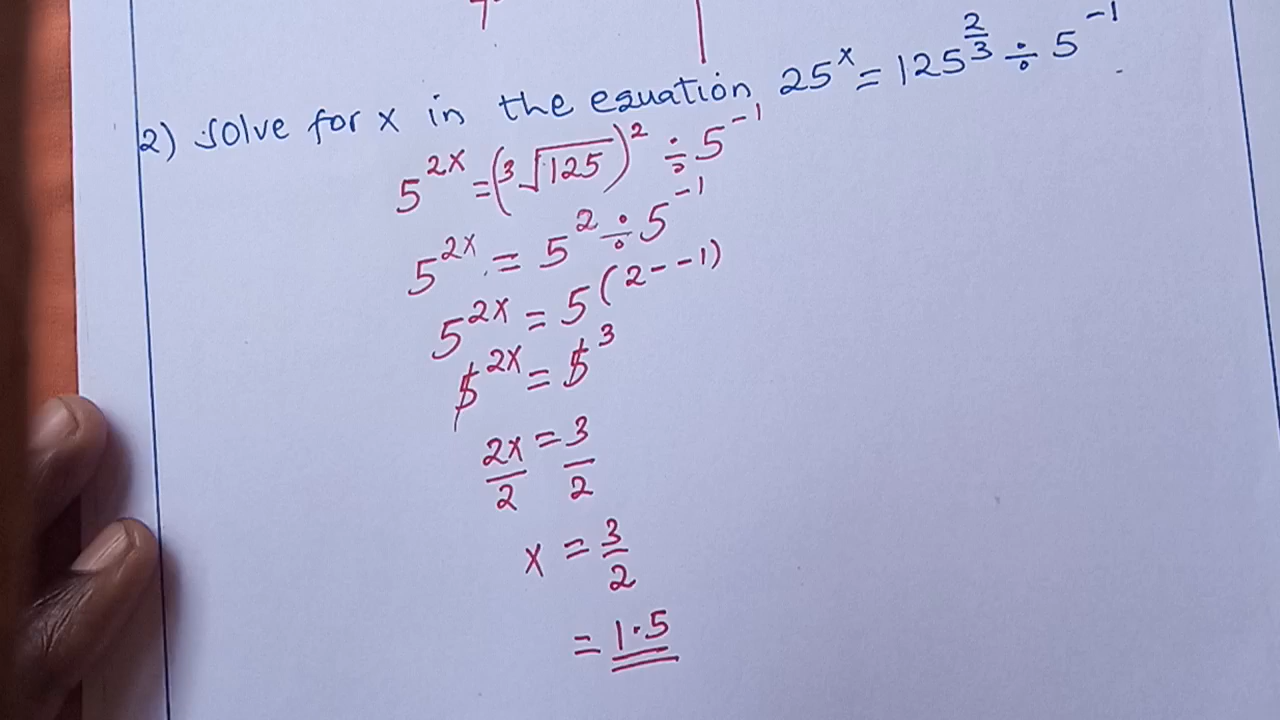 2) Solve for x in the equation 25^x = 125^(2/3) ÷ 5^-1.
5^2x = (³√125)^2 ÷ 5^-1
5^2x = 5^2 ÷ 5^-1
5^2x = 5^(2--1)
5^2x = 5^3
2x/2 = 3/2
x = 3/2
= 1.5